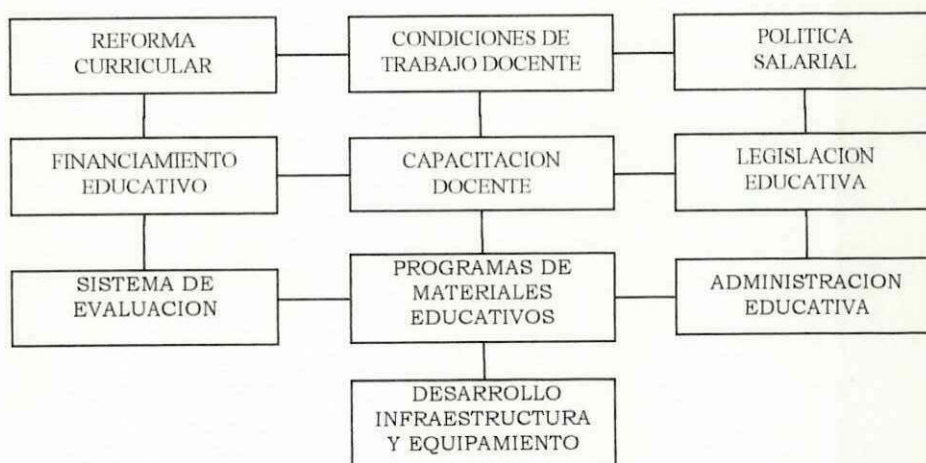 REFORMA
CURRICULAR
CONDICIONES DE
TRABAJO DOCENTE
POLITICA
SALARIAL
FINANCIAMIENTO
EDUCATIVO
CAPACITACION
DOCENTE
LEGISLACION
EDUCATIVA
SISTEMA DE
EVALUACION
PROGRAMAS DE
MATERIALES
EDUCATIVOS
ADMINISTRACION
EDUCATIVA
DESARROLLO
INFRAESTRUCTURA
Y EQUIPAMIENTO